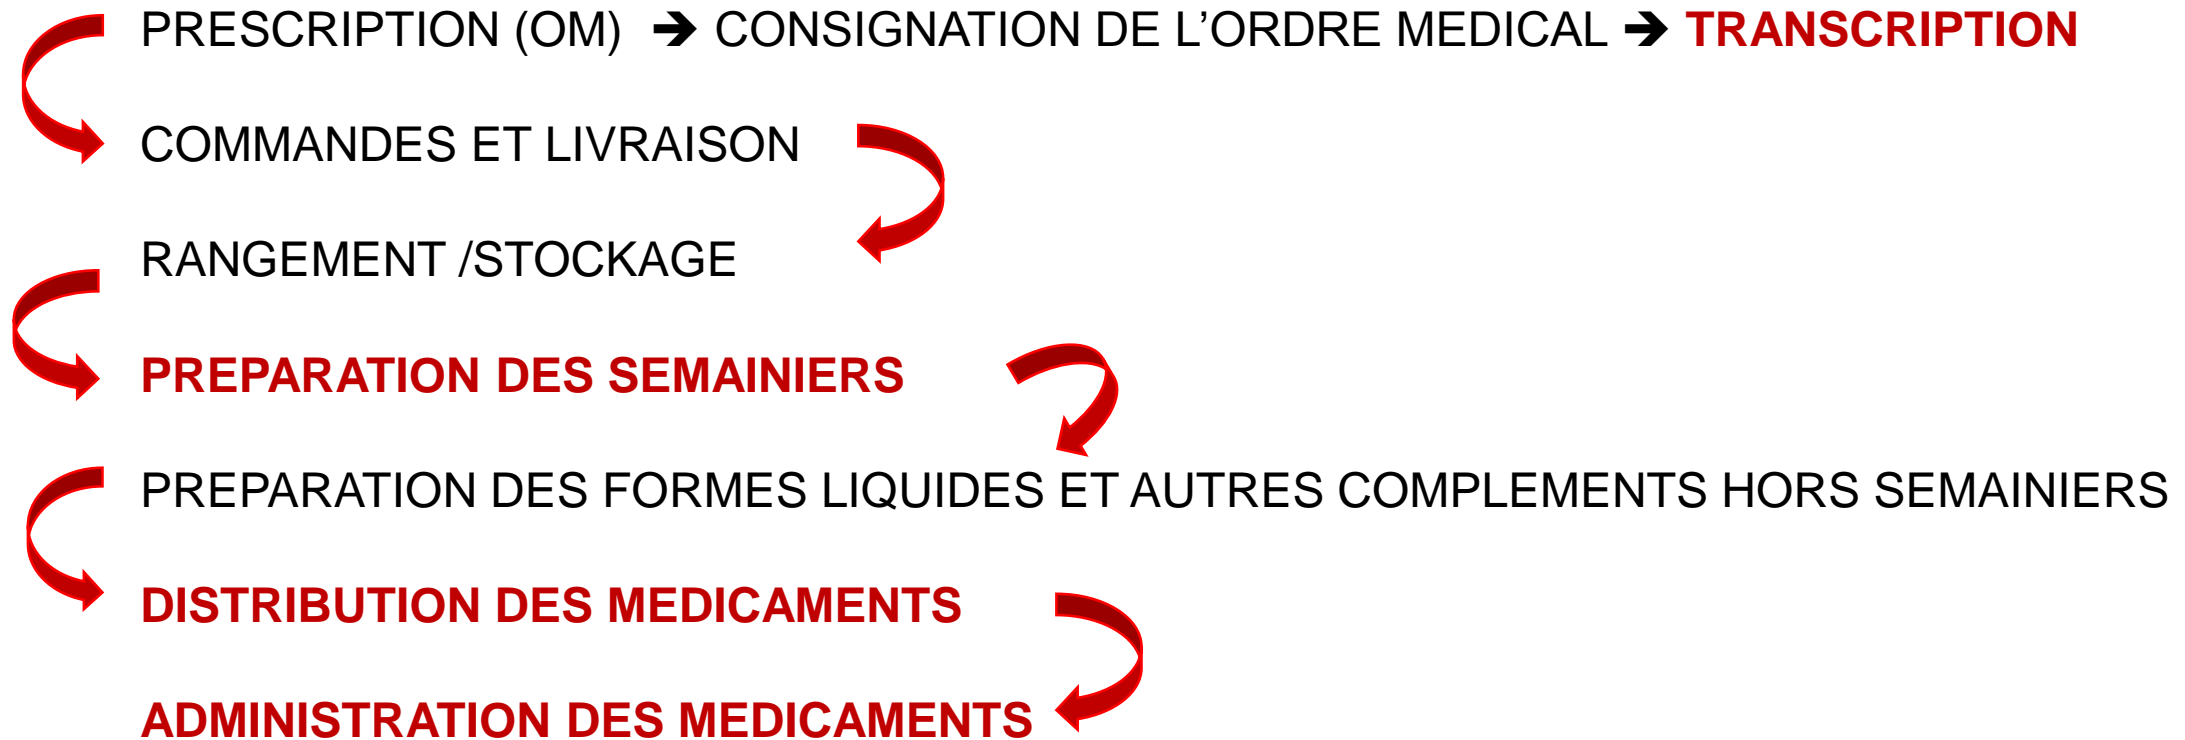 PRESCRIPTION (OM) ➔ CONSIGNATION DE L’ORDRE MEDICAL ➔ TRANSCRIPTION
COMMANDES ET LIVRAISON
RANGEMENT /STOCKAGE
PREPARATION DES SEMAINIERS
PREPARATION DES FORMES LIQUIDES ET AUTRES COMPLEMENTS HORS SEMAINIERS
DISTRIBUTION DES MEDICAMENTS
ADMINISTRATION DES MEDICAMENTS